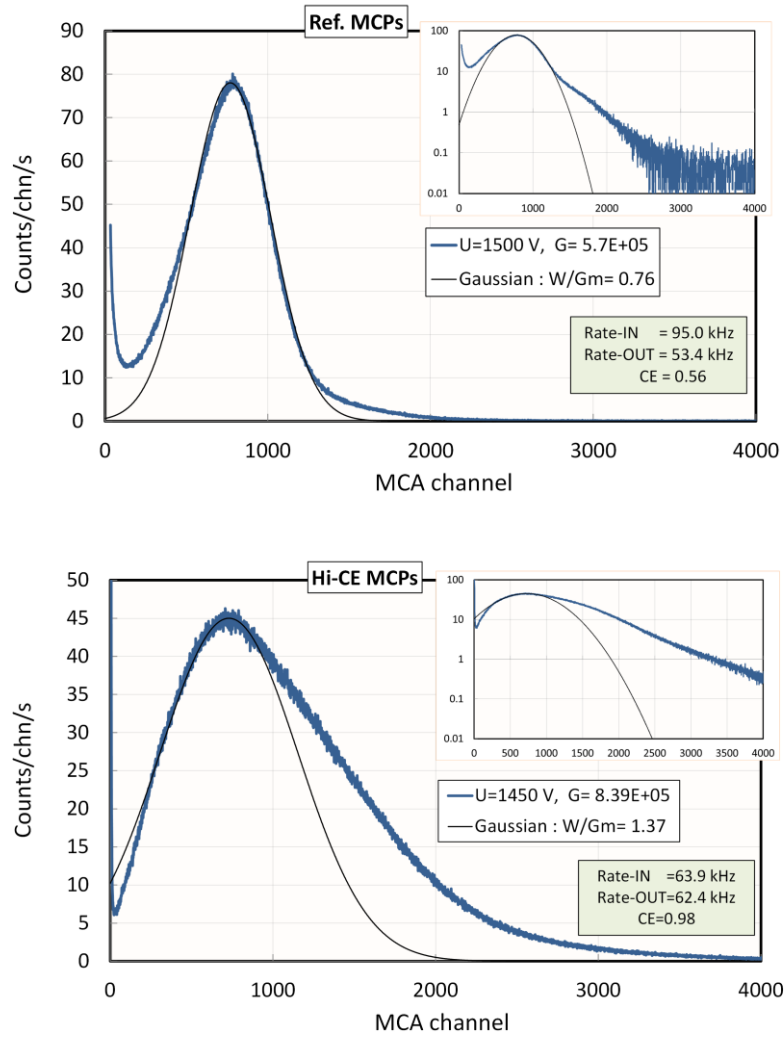 Ref. MCPs
90
80
70
60
50
40
30
20
10
0
Counts/chn/s
0 1000 2000 3000 4000
MCA channel
100
10
1
0.1
0.01
0 1000 2000 3000 4000
U=1500 V, G= 5.7E+05
Gaussian : W/Gm= 0.76
Rate-IN = 95.0 kHz
Rate-OUT = 53.4 kHz
CE = 0.56
Hi-CE MCPs
50
45
40
35
30
25
20
15
10
5
0
Counts/chn/s
0 1000 2000 3000 4000
MCA channel
100
10
1
0.1
0.01
0 500 1000 1500 2000 2500 3000 3500 4000
U=1450 V, G= 8.39E+05
Gaussian : W/Gm= 1.37
Rate-IN =63.9 kHz
Rate-OUT=62.4 kHz
CE=0.98